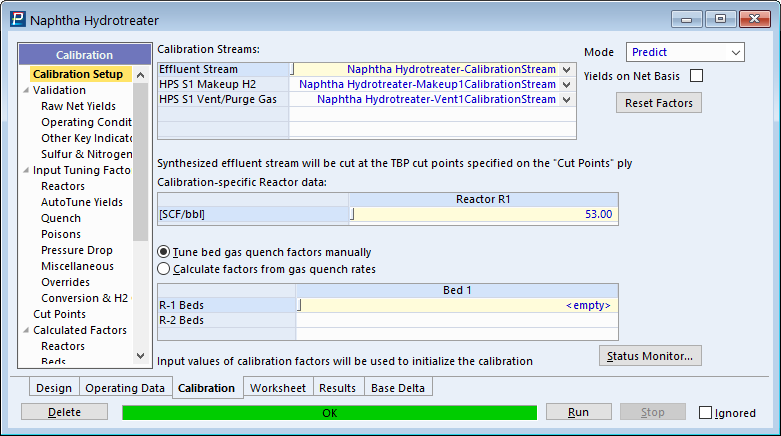 Naphtha Hydrotreater
Calibration
Calibration Setup
Validation
Raw Net Yields
Operating Condit
Other Key Indicato
Sulfur & Nitrogen
Input Tuning Facto
Reactors
AutoTune Yields
Quench
Poisons
Pressure Drop
Miscellaneous
Overrides
Conversion & H2
Cut Points
Calculated Factors
Reactors
Beds
Calibration Streams:
Effluent Stream Naphtha Hydrotreater-CalibrationStream
HPS S1 Makeup H2 Naphtha Hydrotreater-Makeup1CalibrationStream
HPS S1 Vent/Purge Gas Naphtha Hydrotreater-Vent1CalibrationStream
Mode Predict
Yields on Net Basis
Reset Factors
Synthesized effluent stream will be cut at the TBP cut points specified on the "Cut Points" ply
Calibration-specific Reactor data:
Reactor R1
[SCF/bbl] 53.00
Tune bed gas quench factors manually
Calculate factors from gas quench rates
Bed 1
R-1 Beds <empty>
R-2 Beds
Status Monitor...
Input values of calibration factors will be used to initialize the calibration
Design Operating Data Calibration Worksheet Results Base Delta
Delete OK Run Stop Ignored